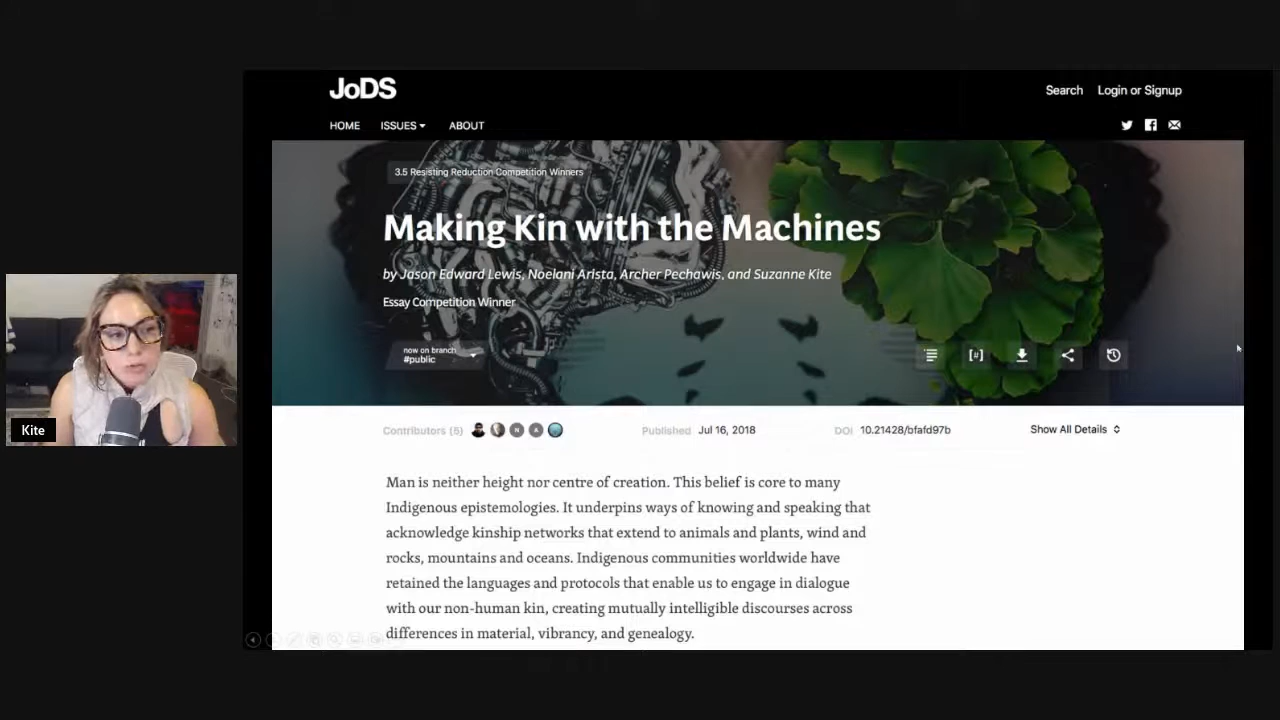 JoDS
Search Login or Signup
HOME ISSUES ABOUT
3.5 Resisting Reduction Competition Winners
Making Kin with the Machines
by Jason Edward Lewis, Noelani Arista, Archer Pechawis, and Suzanne Kite
Essay Competition Winner
now on branch
#public
[#]
Kite
Contributors (5) Published Jul 16, 2018 DOI 10.21428/bfafd97b Show All Details
Man is neither height nor centre of creation. This belief is core to many
Indigenous epistemologies. It underpins ways of knowing and speaking that
acknowledge kinship networks that extend to animals and plants, wind and
rocks, mountains and oceans. Indigenous communities worldwide have
retained the languages and protocols that enable us to engage in dialogue
with our non-human kin, creating mutually intelligible discourses across
differences in material, vibrancy, and genealogy.